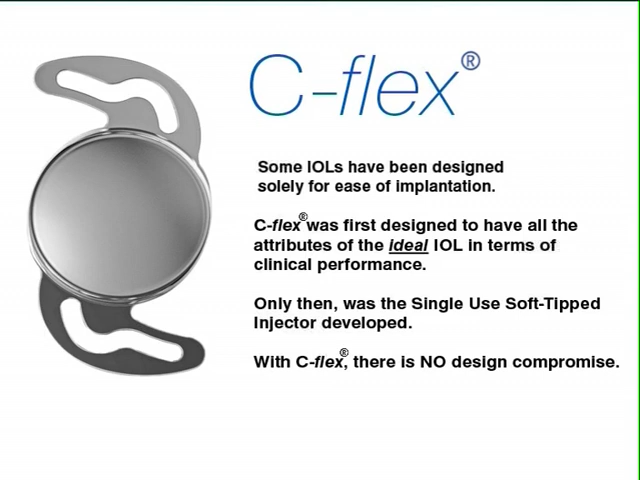 C-flex®
Some IOLs have been designed
solely for ease of implantation.
C-flex® was first designed to have all the
attributes of the ideal IOL in terms of
clinical performance.
Only then, was the Single Use Soft-Tipped
Injector developed.
With C-flex®, there is NO design compromise.